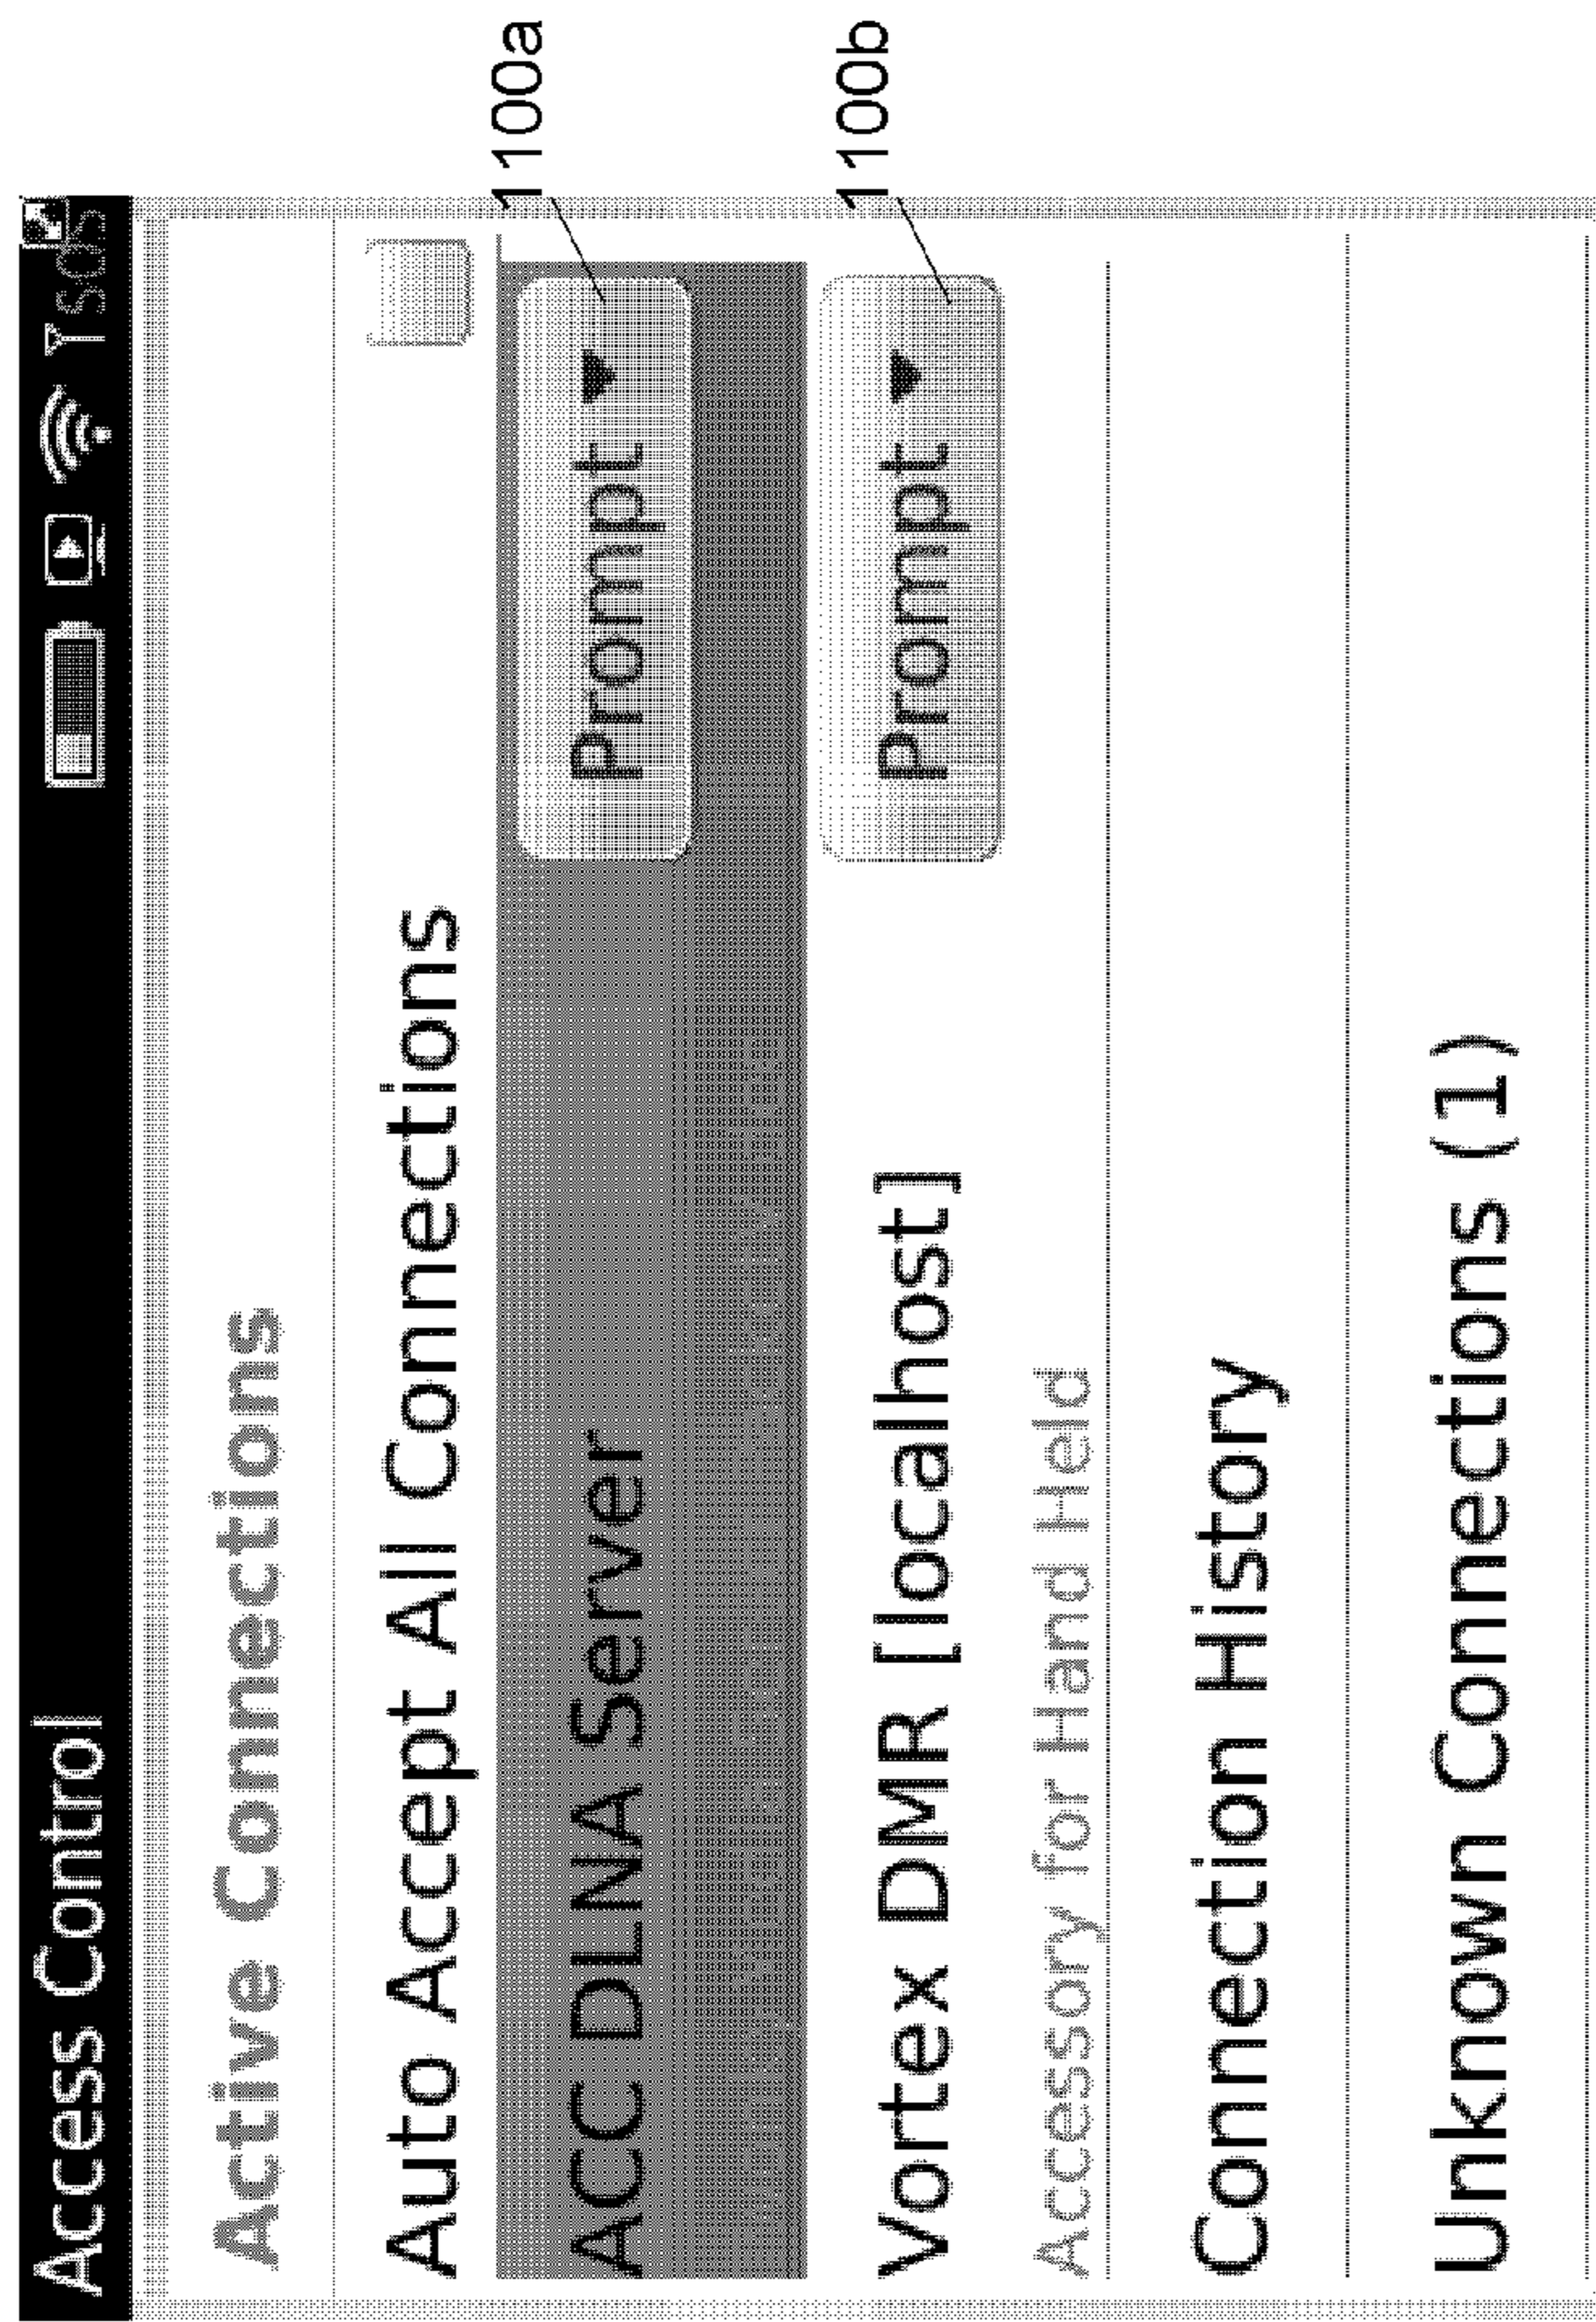 Access Control
Active Connections
Auto Accept All Connections
ACC DLNA Server
Prompt
1100a
Vortex DMR [localhost]
Prompt
1100b
Accessory for Hand Held
Connection History
Unknown Connections (1)